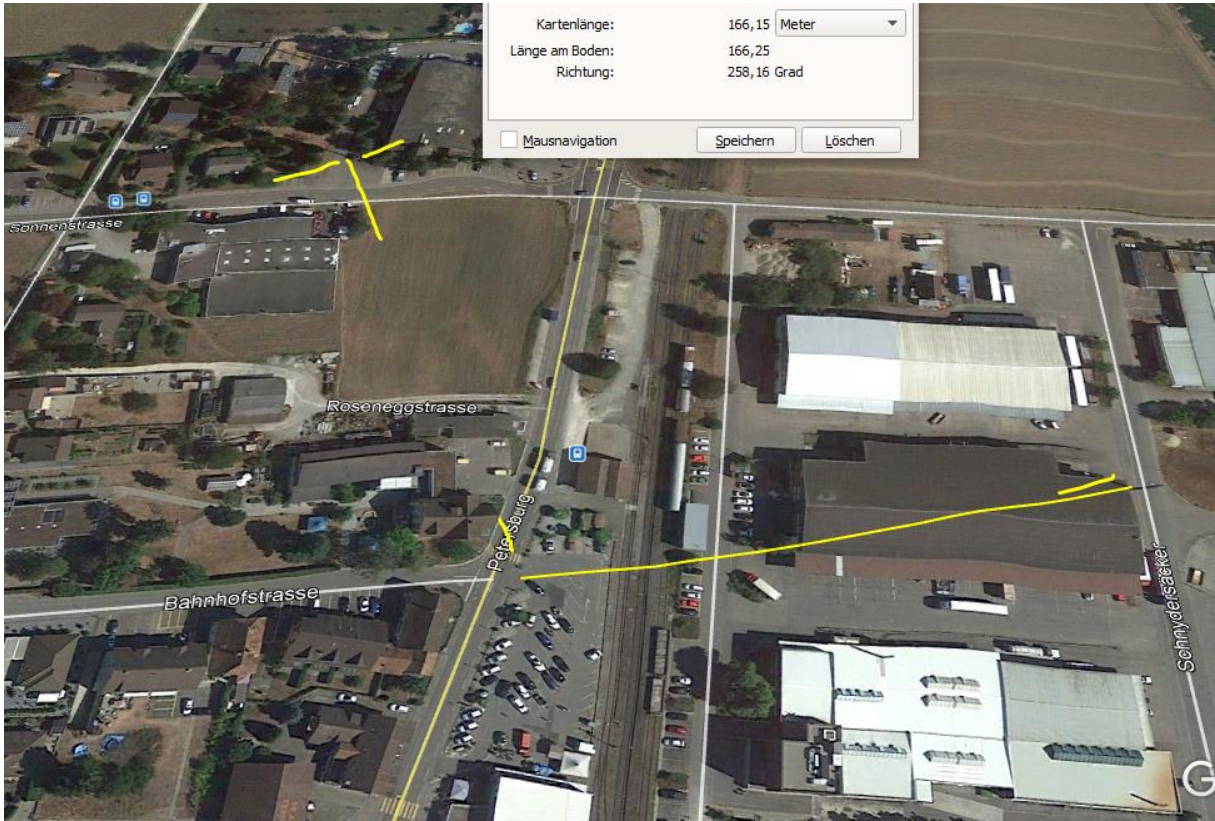 Kartenlänge: 166,15 Meter
Länge am Boden: 166,25
Richtung: 258,16 Grad
Mausnavigation Speichern Löschen
Sonnenstrasse
Roseneggstrasse
Petersburg
Bahnhofstrasse
Schnydersäcker
G